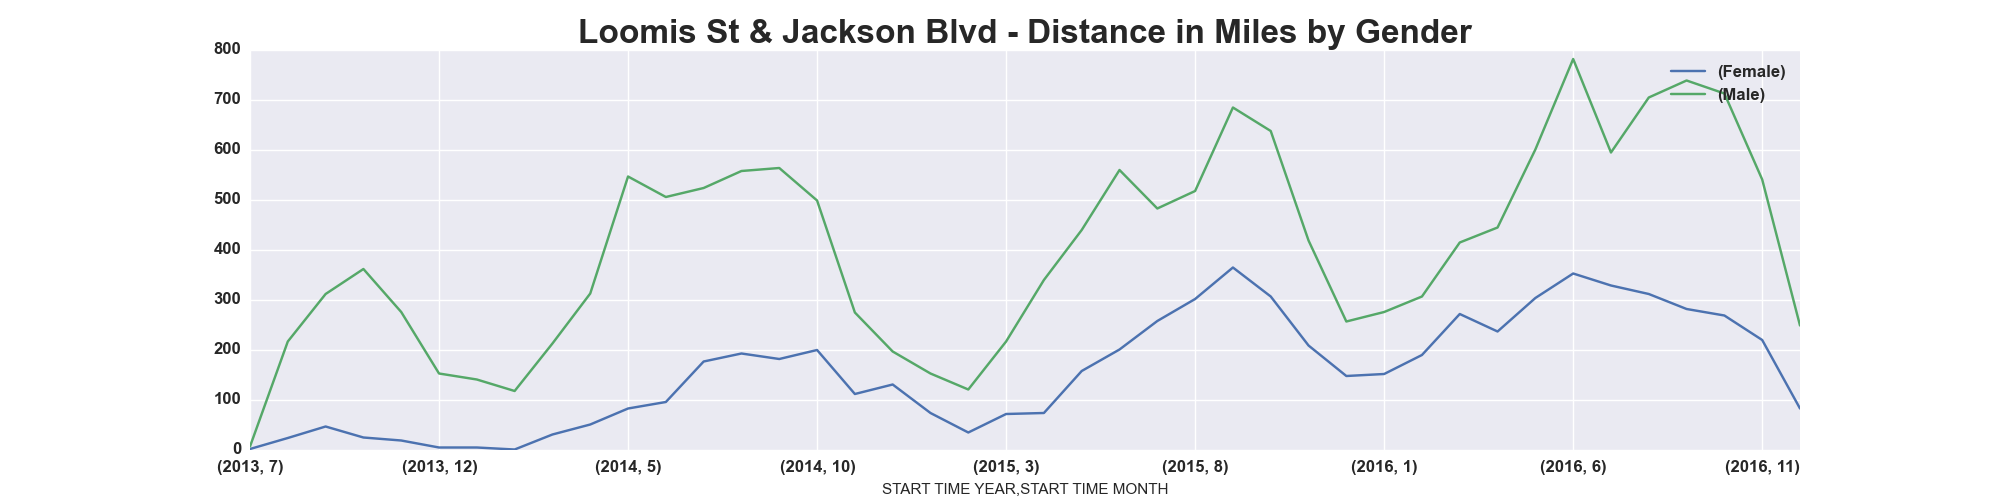 Loomis St & Jackson Blvd - Distance in Miles by Gender
800
700
600
500
400
300
200
100
0
(Female)
(Male)
(2013, 7) (2013, 12) (2014, 5) (2014, 10) (2015, 3) (2015, 8) (2016, 1) (2016, 6) (2016, 11)
START TIME YEAR,START TIME MONTH